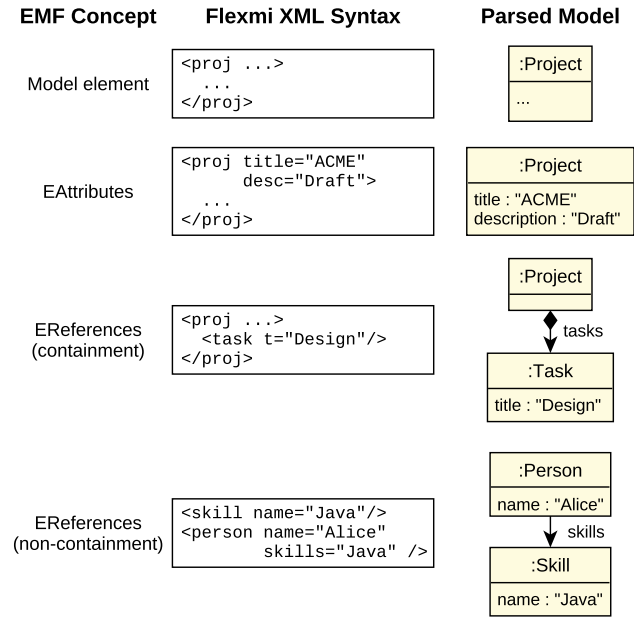 EMF Concept Flexmi XML Syntax Parsed Model
Model element
<proj ...>
  ...
</proj>
:Project
...
EAttributes
<proj title="ACME"
      desc="Draft">
  ...
</proj>
:Project
title : "ACME"
description : "Draft"
EReferences
(containment)
<proj ...>
  <task t="Design"/>
</proj>
:Project
tasks
:Task
title : "Design"
EReferences
(non-containment)
<skill name="Java"/>
<person name="Alice"
        skills="Java" />
:Person
name : "Alice"
skills
:Skill
name : "Java"